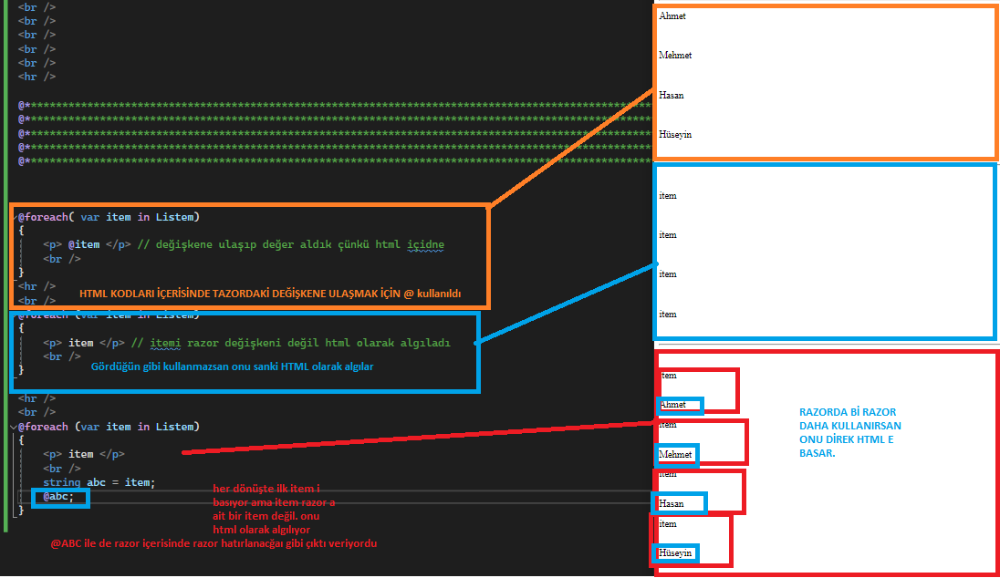 <br />
<br />
<br />
<br />
<br />
<hr />
@*******************************************************************************
@*******************************************************************************
@*******************************************************************************
@*******************************************************************************
@*******************************************************************************
@foreach( var item in Listem)
{
<p> @item </p> // değişkene ulaşıp değer aldık çünkü html içidne
<br />
}
<hr />
<br />
HTML KODLARI İÇERİSİNDE TAZORDAKİ DEĞİŞKENE ULAŞMAK İÇİN @ kullanıldı
@foreach (var item in Listem)
{
<p> item </p> // itemi razor değişkeni değil html olarak algıladı
<br />
}
Gördüğün gibi kullanmazsan onu sanki HTML olarak algılar
<hr />
<br />
@foreach (var item in Listem)
{
<p> item </p>
<br />
string abc = item;
@abc;
}
her dönüşte ilk item i
basıyor ama item razor a
ait bir item değil. onu
html olarak algılıyor
@ABC ile de razor içerisinde razor hatırlanacğaı gibi çıktı veriyordu
Ahmet
Mehmet
Hasan
Hüseyin
item
item
item
item
item
Ahmet
item
Mehmet
item
Hasan
item
Hüseyin
RAZORDA Bİ RAZOR
DAHA KULLANIRSAN
ONU DİREK HTML E
BASAR.